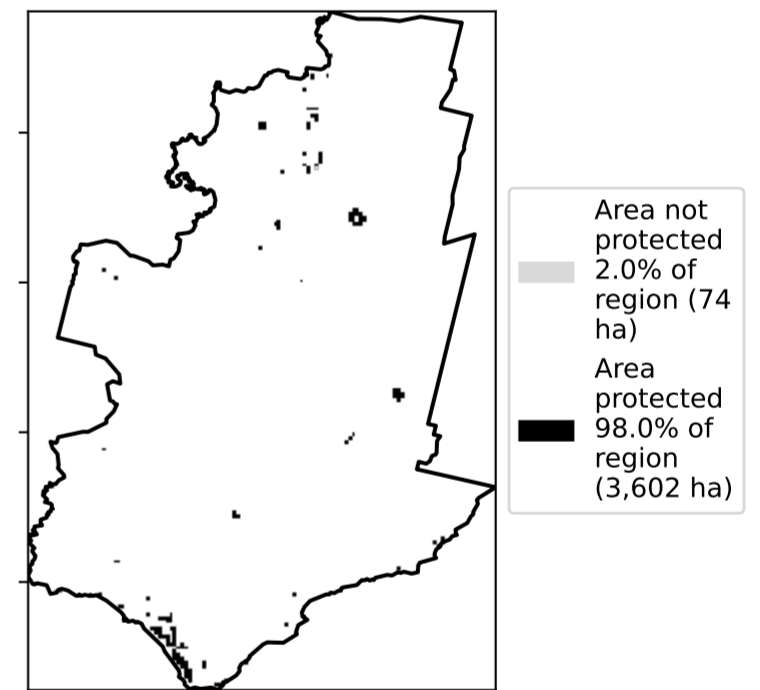 Area not
protected
2.0% of
region (74
ha)
Area
protected
98.0% of
region
(3,602 ha)